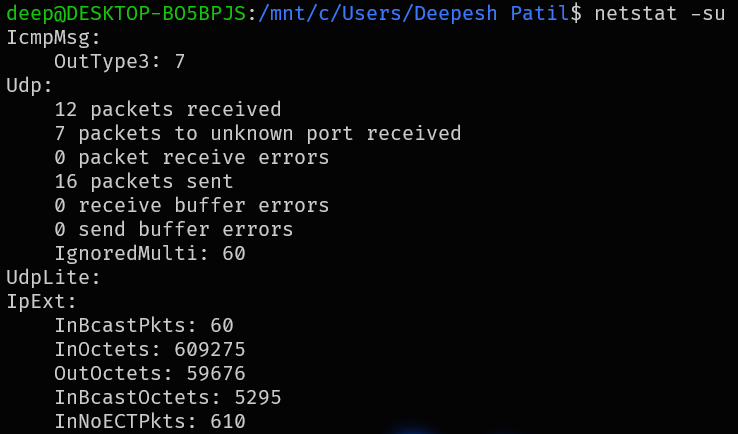 deep@DESKTOP-BO5BPJS:/mnt/c/Users/Deepesh Patil$ netstat -su
IcmpMsg:
    OutType3: 7
Udp:
    12 packets received
    7 packets to unknown port received
    0 packet receive errors
    16 packets sent
    0 receive buffer errors
    0 send buffer errors
    IgnoredMulti: 60
UdpLite:
IpExt:
    InBcastPkts: 60
    InOctets: 609275
    OutOctets: 59676
    InBcastOctets: 5295
    InNoECTPkts: 610